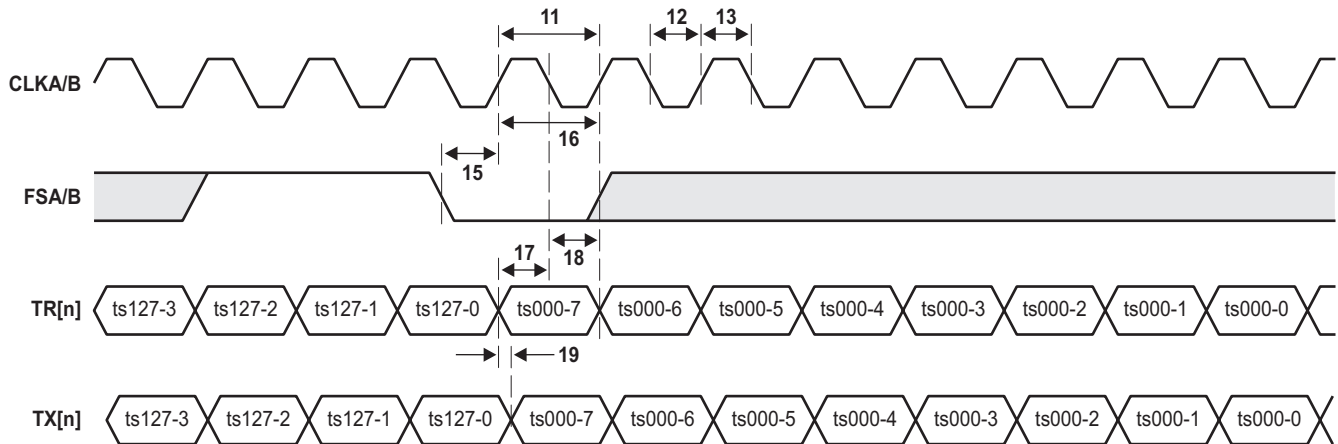 11 12 13
CLKA/B
16
15
FSA/B
17 18
TR[n] ts127-3 ts127-2 ts127-1 ts127-0 ts000-7 ts000-6 ts000-5 ts000-4 ts000-3 ts000-2 ts000-1 ts000-0
19
TX[n] ts127-3 ts127-2 ts127-1 ts127-0 ts000-7 ts000-6 ts000-5 ts000-4 ts000-3 ts000-2 ts000-1 ts000-0